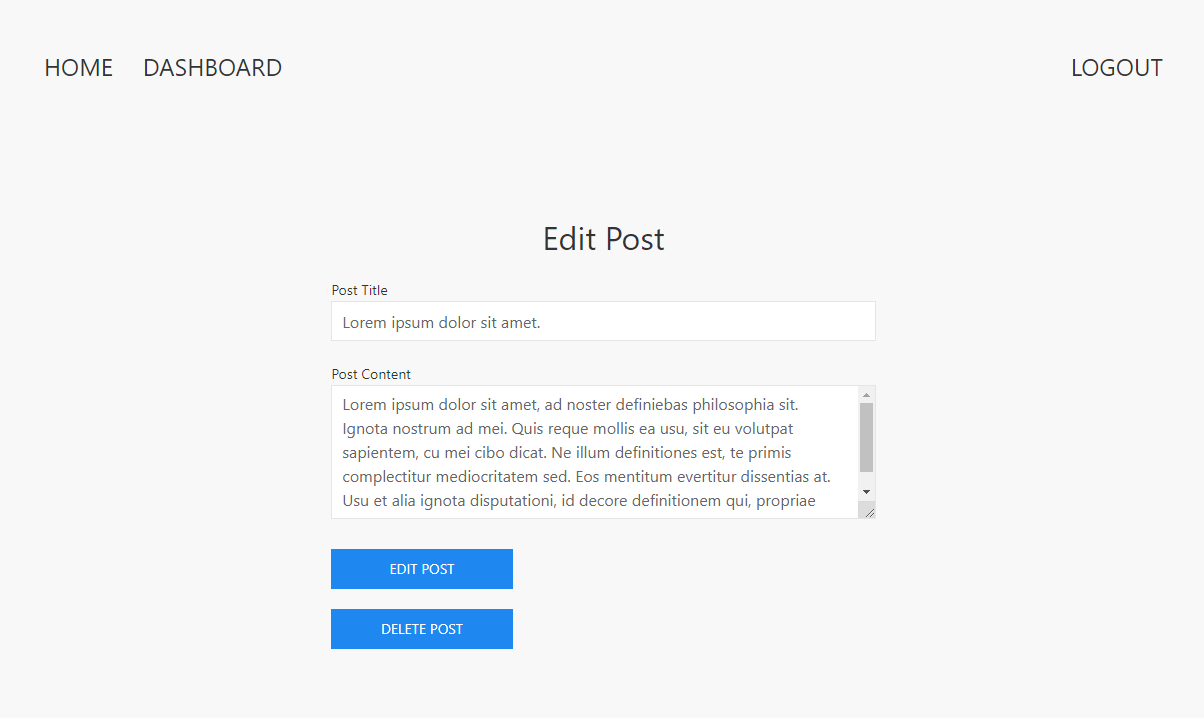 HOME DASHBOARD LOGOUT
Edit Post
Post Title
Lorem ipsum dolor sit amet.
Post Content
Lorem ipsum dolor sit amet, ad noster definiebas philosophia sit.
Ignota nostrum ad mei. Quis reque mollis ea usu, sit eu volutpat
sapientem, cu mei cibo dicat. Ne illum definitiones est, te primis
complectitur mediocritatem sed. Eos mentitum evertitur dissentias at.
Usu et alia ignota disputationi, id decore definitionem qui, propriae
EDIT POST
DELETE POST